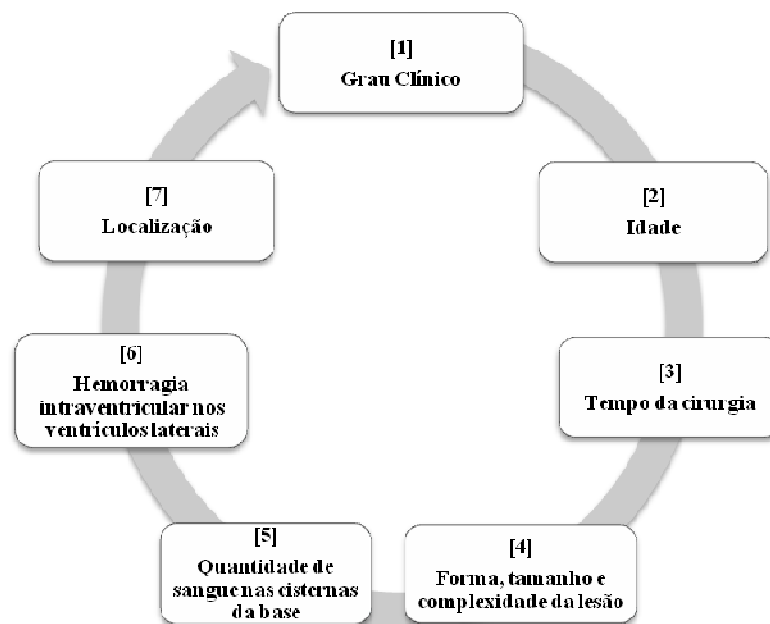 [1]
Grau Clínico
[2]
Idade
[3]
Tempo da cirurgia
[4]
Forma, tamanho e
complexidade da lesão
[5]
Quantidade de
sangue nas cisternas
da base
[6]
Hemorragia
intraventricular nos
ventrículos laterais
[7]
Localização